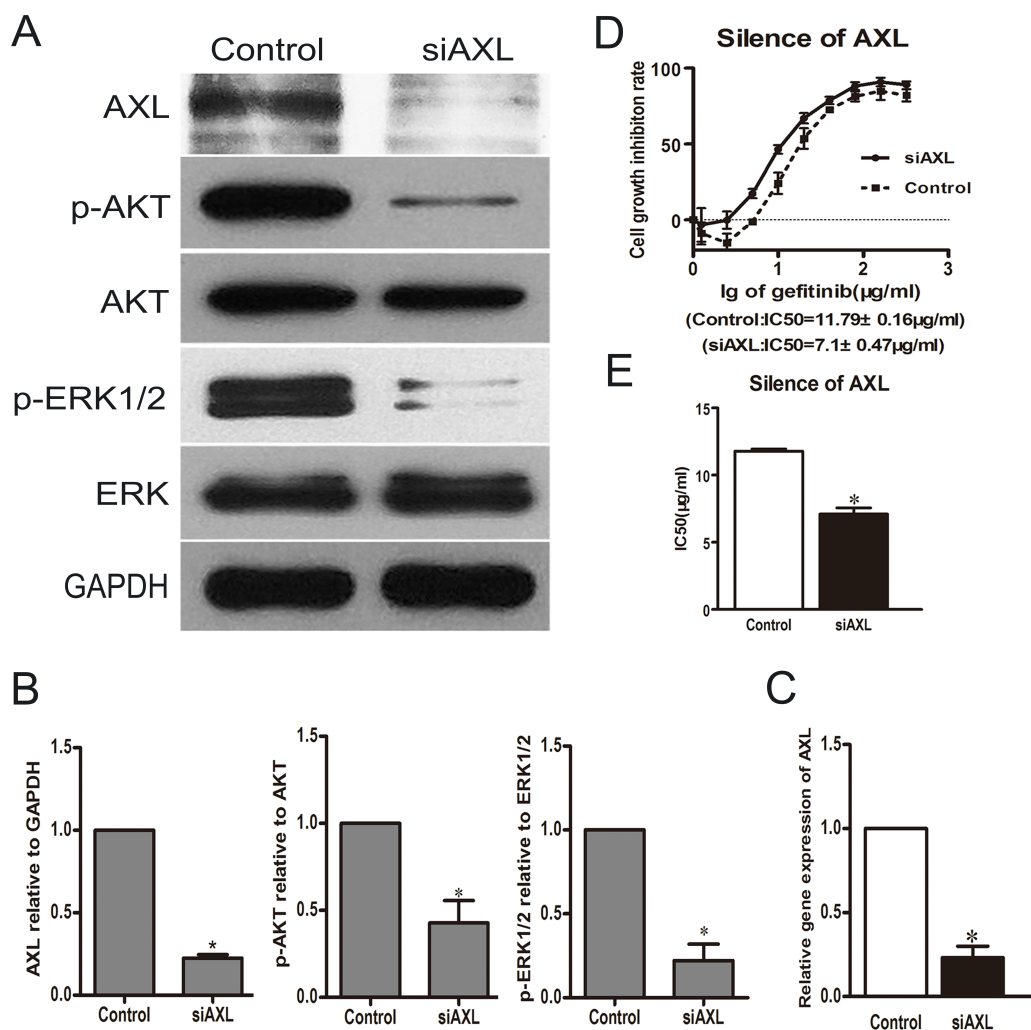 A
Control siAXL
AXL
p-AKT
AKT
p-ERK1/2
ERK
GAPDH
D
Silence of AXL
Cell growth inhibiton rate
100
50
0
siAXL
Control
0 1 2 3
lg of gefitinib(µg/ml)
(Control:IC50=11.79± 0.16µg/ml)
(siAXL:IC50=7.1± 0.47µg/ml)
E
Silence of AXL
IC50(µg/ml)
15
10
5
0
*
Control siAXL
B
AXL relative to GAPDH
1.5
1.0
0.5
0.0
*
Control siAXL
p-AKT relative to AKT
1.5
1.0
0.5
0.0
*
Control siAXL
p-ERK1/2 relative to ERK1/2
1.5
1.0
0.5
0.0
*
Control siAXL
C
Relative gene expression of AXL
1.5
1.0
0.5
0.0
*
Control siAXL